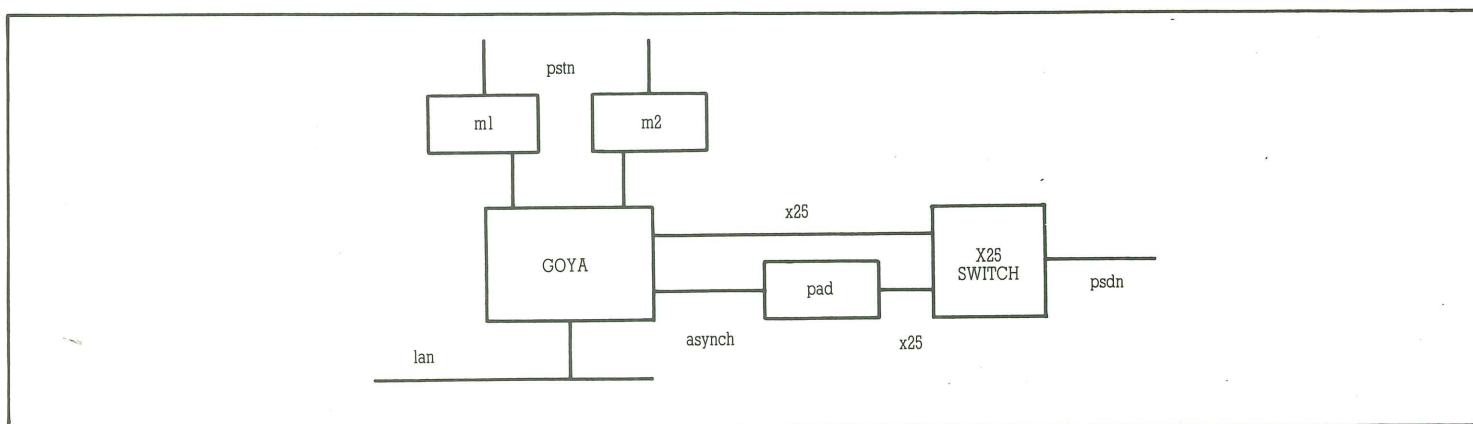 pstn
m1
m2
x25
GOYA
X25
SWITCH
pad
psdn
asynch
x25
lan